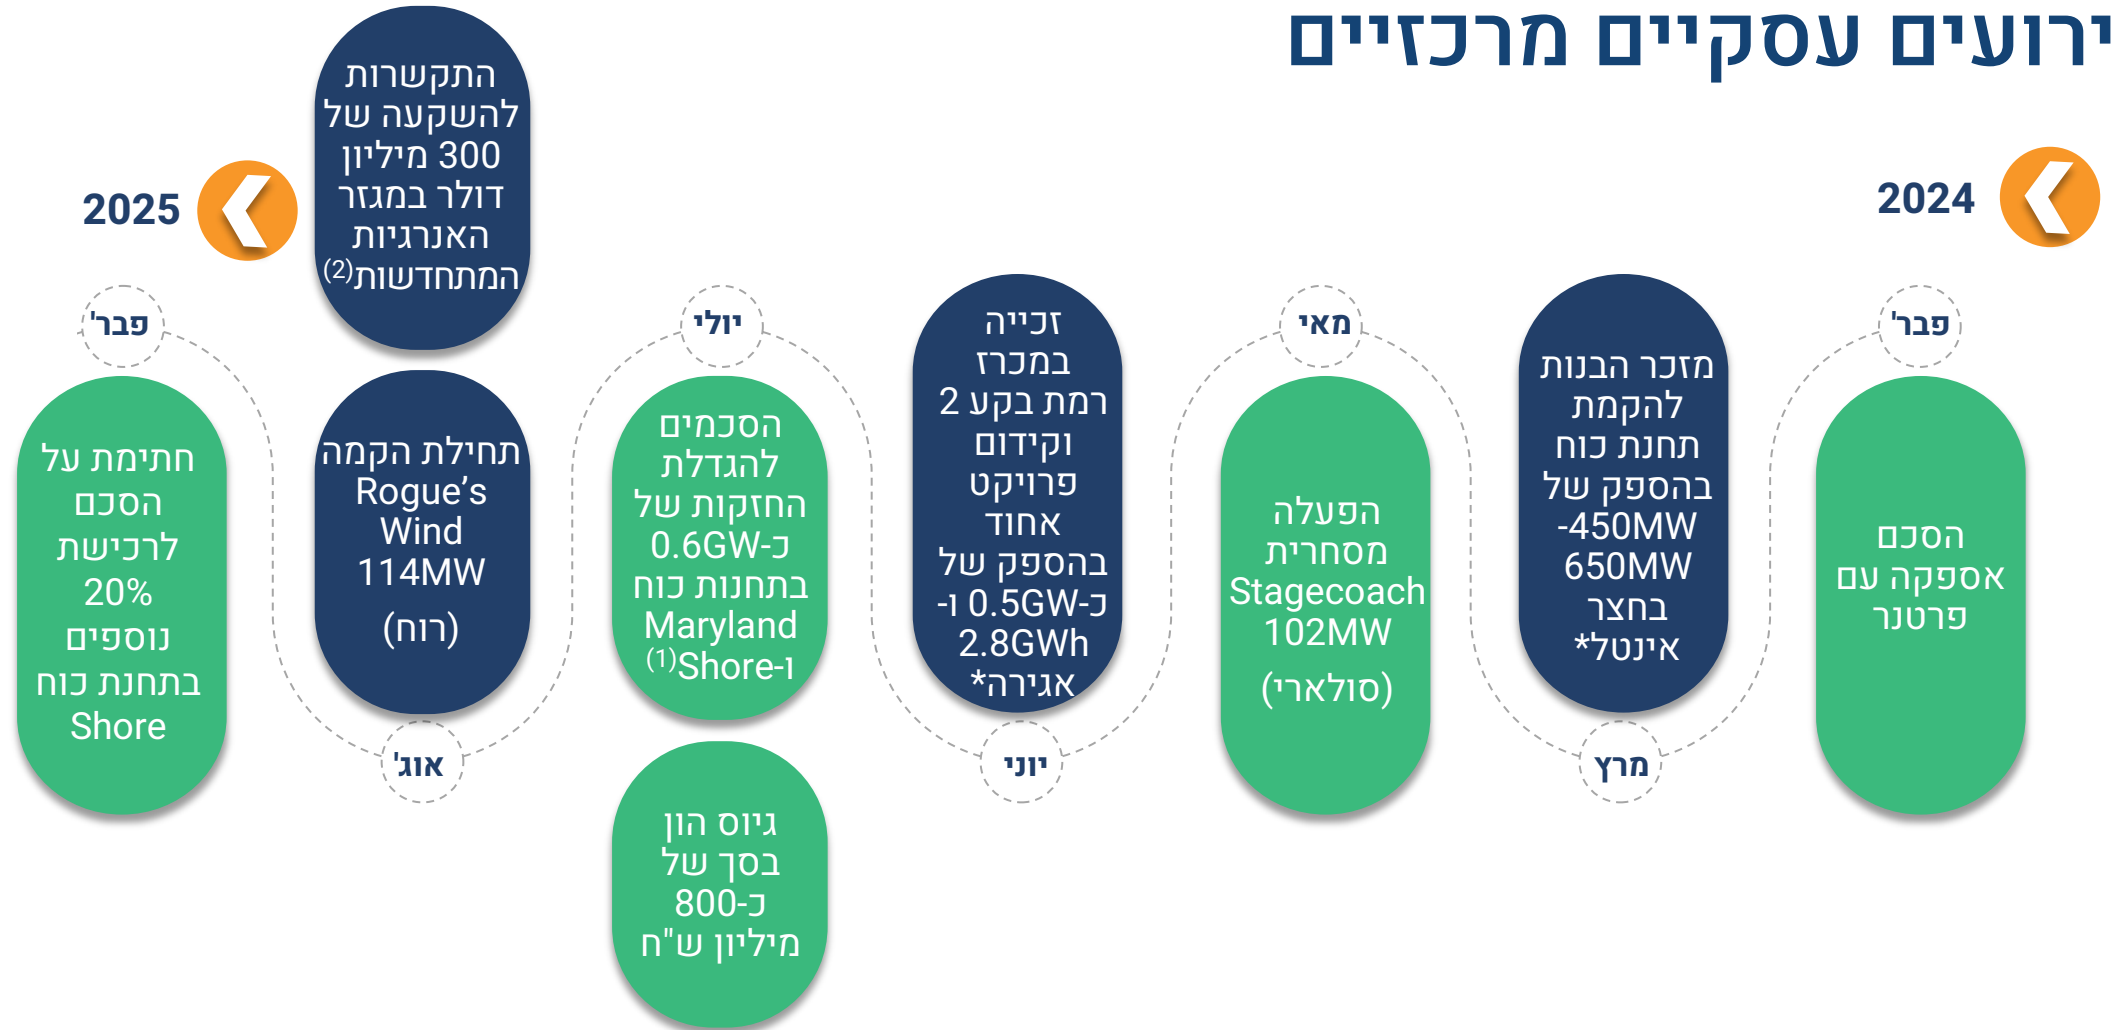 ירועים עסקיים מרכזיים
2024
פבר'
הסכם
אספקה עם
פרטנר
מזכר הבנות
להקמת
תחנת כוח
בהספק של
450MW-
650MW
בחצר
אינטל*
מרץ
מאי
הפעלה
מסחרית
Stagecoach
102MW
(סולארי)
זכייה
במכרז
רמת בקע 2
וקידום
פרויקט
אחוד
בהספק של
כ-0.5GW ו-
2.8GWh
אגירה*
יוני
יולי
הסכמים
להגדלת
החזקות של
כ-0.6GW
בתחנות כוח
Maryland
ו-Shore(1)
גיוס הון
בסך של
כ-800
מיליון ש"ח
התקשרות
להשקעה של
300 מיליון
דולר במגזר
האנרגיות
המתחדשות(2)
תחילת הקמה
Rogue’s
Wind
114MW
(רוח)
אוג'
2025
פבר'
חתימת על
הסכם
לרכישת
20%
נוספים
בתחנת כוח
Shore